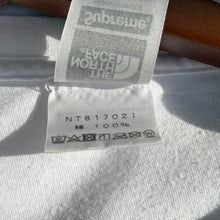 Supreme
THE
NORTH
FACE
NT81702I
綿 100%